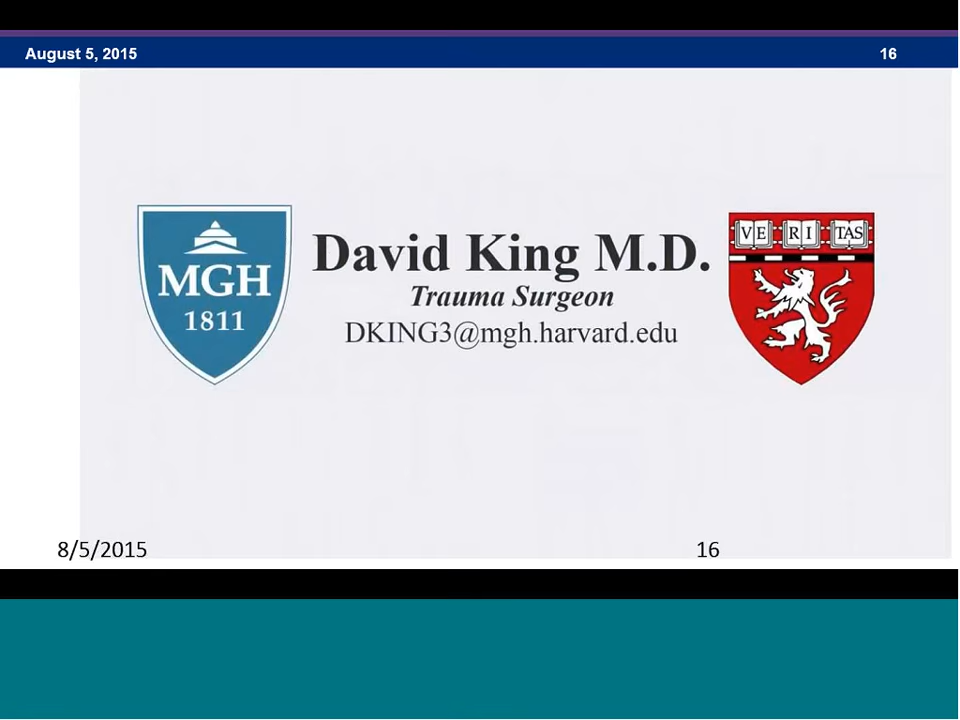 August 5, 2015 16
MGH
1811
David King M.D.
Trauma Surgeon
DKING3@mgh.harvard.edu
VE RI TAS
8/5/2015 16